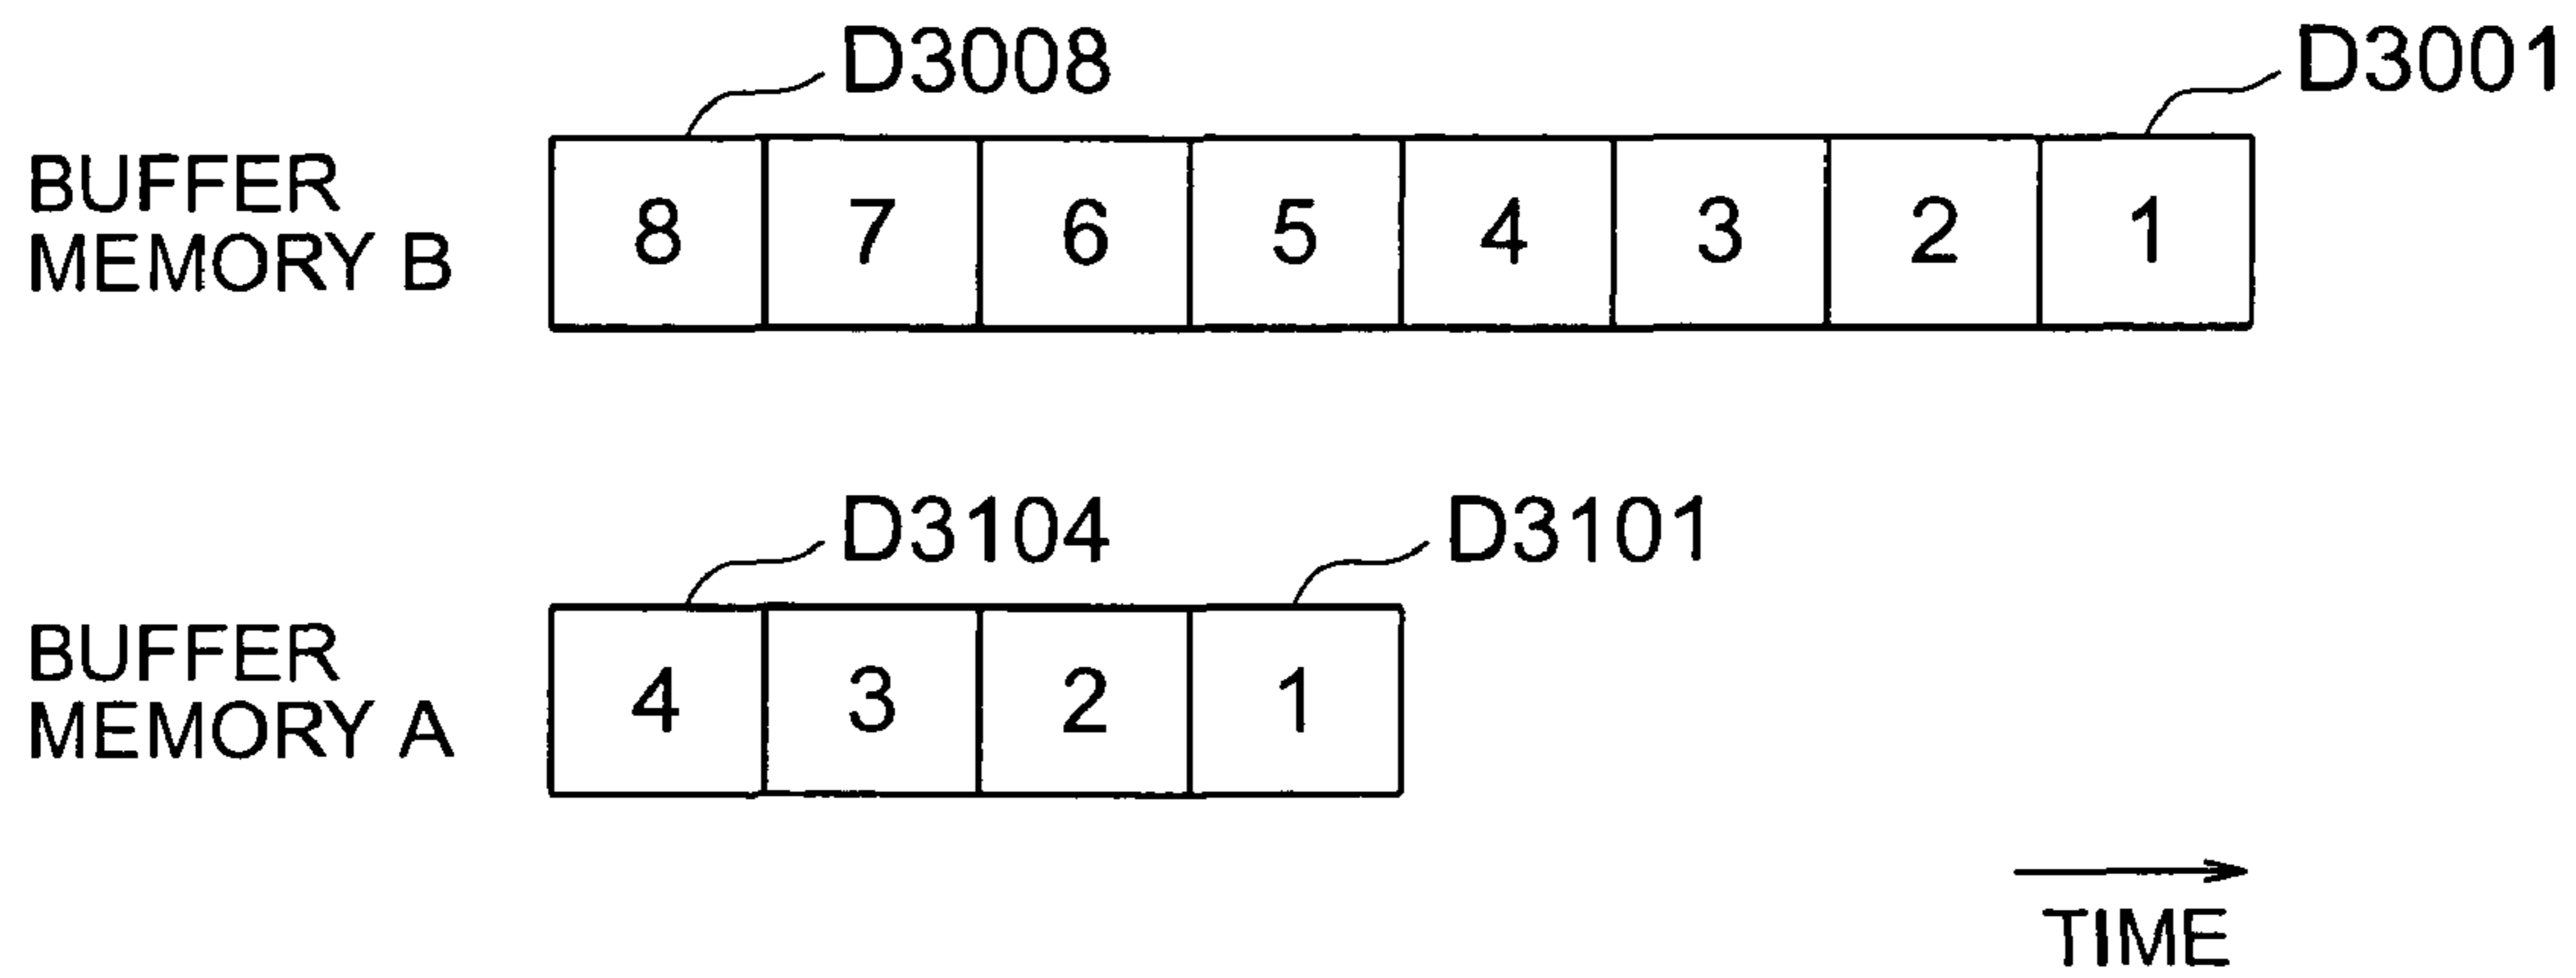 D3008 D3001
BUFFER
MEMORY B
8 7 6 5 4 3 2 1
D3104 D3101
BUFFER
MEMORY A
4 3 2 1
TIME